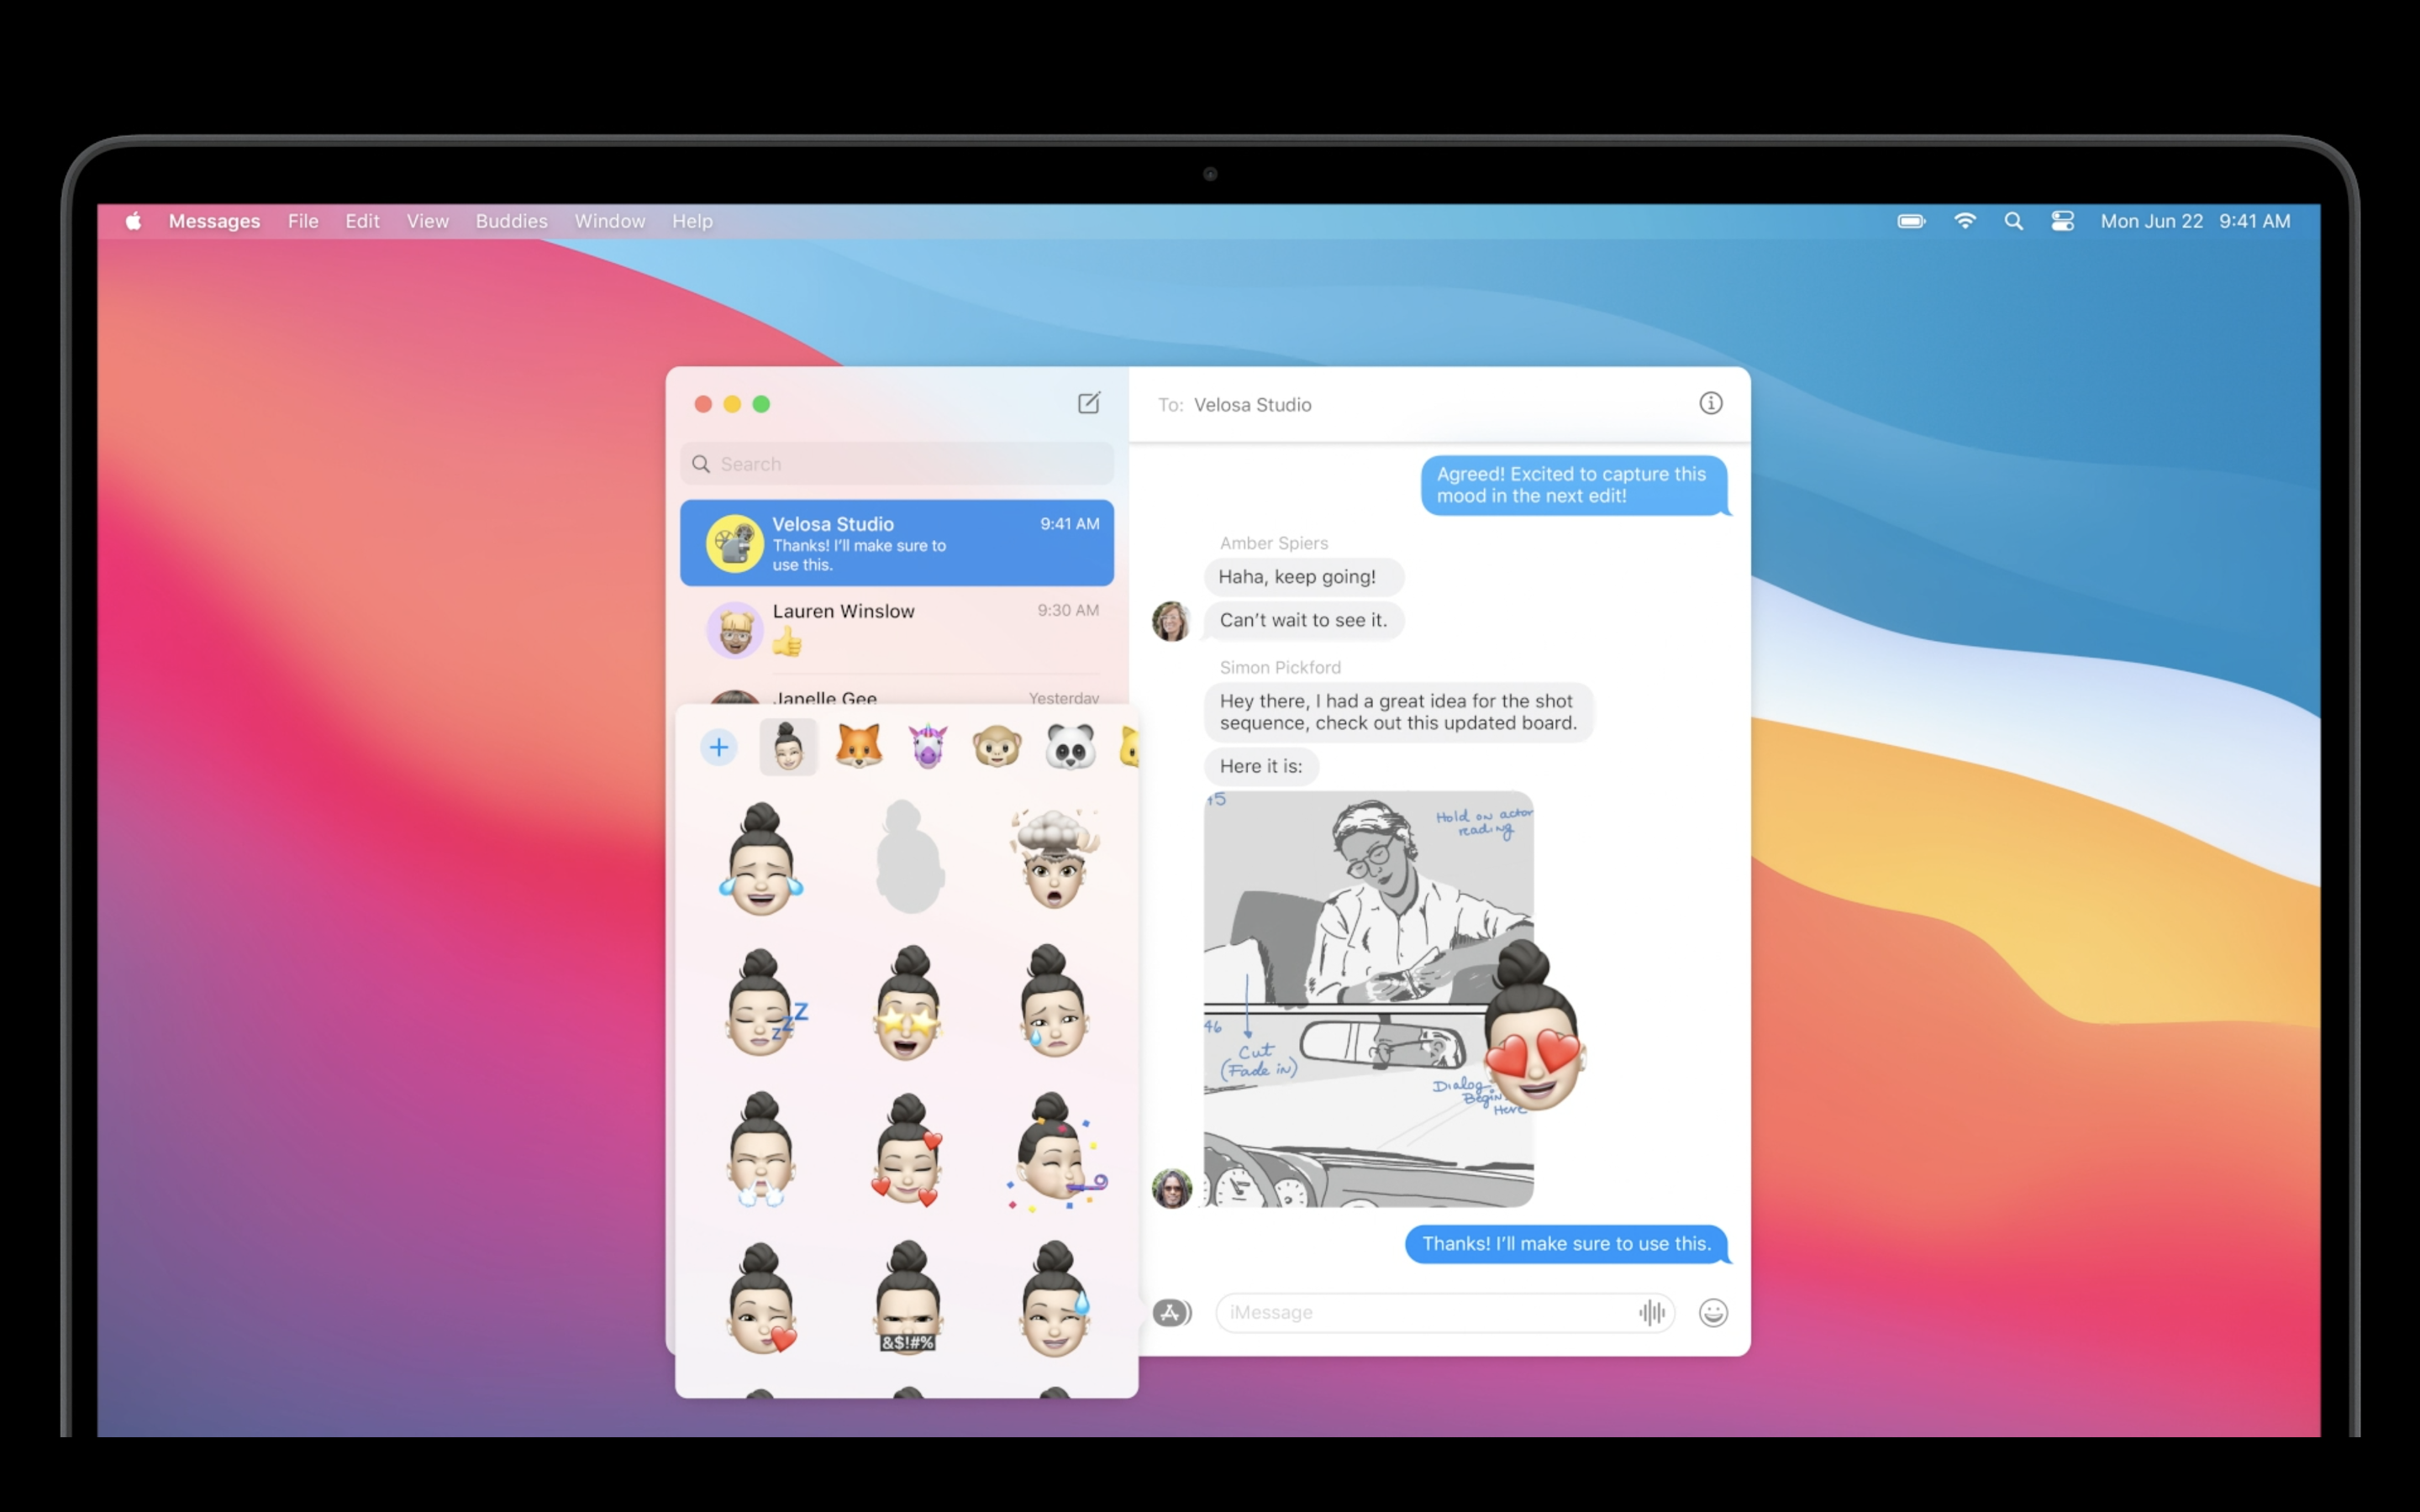 Messages File Edit View Buddies Window Help
Mon Jun 22 9:41 AM
Search
Velosa Studio 9:41 AM
Thanks! I'll make sure to
use this.
Lauren Winslow 9:30 AM
Janelle Gee Yesterday
zzZ
&$!#%
To: Velosa Studio
Agreed! Excited to capture this
mood in the next edit!
Amber Spiers
Haha, keep going!
Can't wait to see it.
Simon Pickford
Hey there, I had a great idea for the shot
sequence, check out this updated board.
Here it is:
Hold on actor
reading
46
Cut
(Fade in)
Dialog
Begin
Here
Thanks! I'll make sure to use this.
iMessage